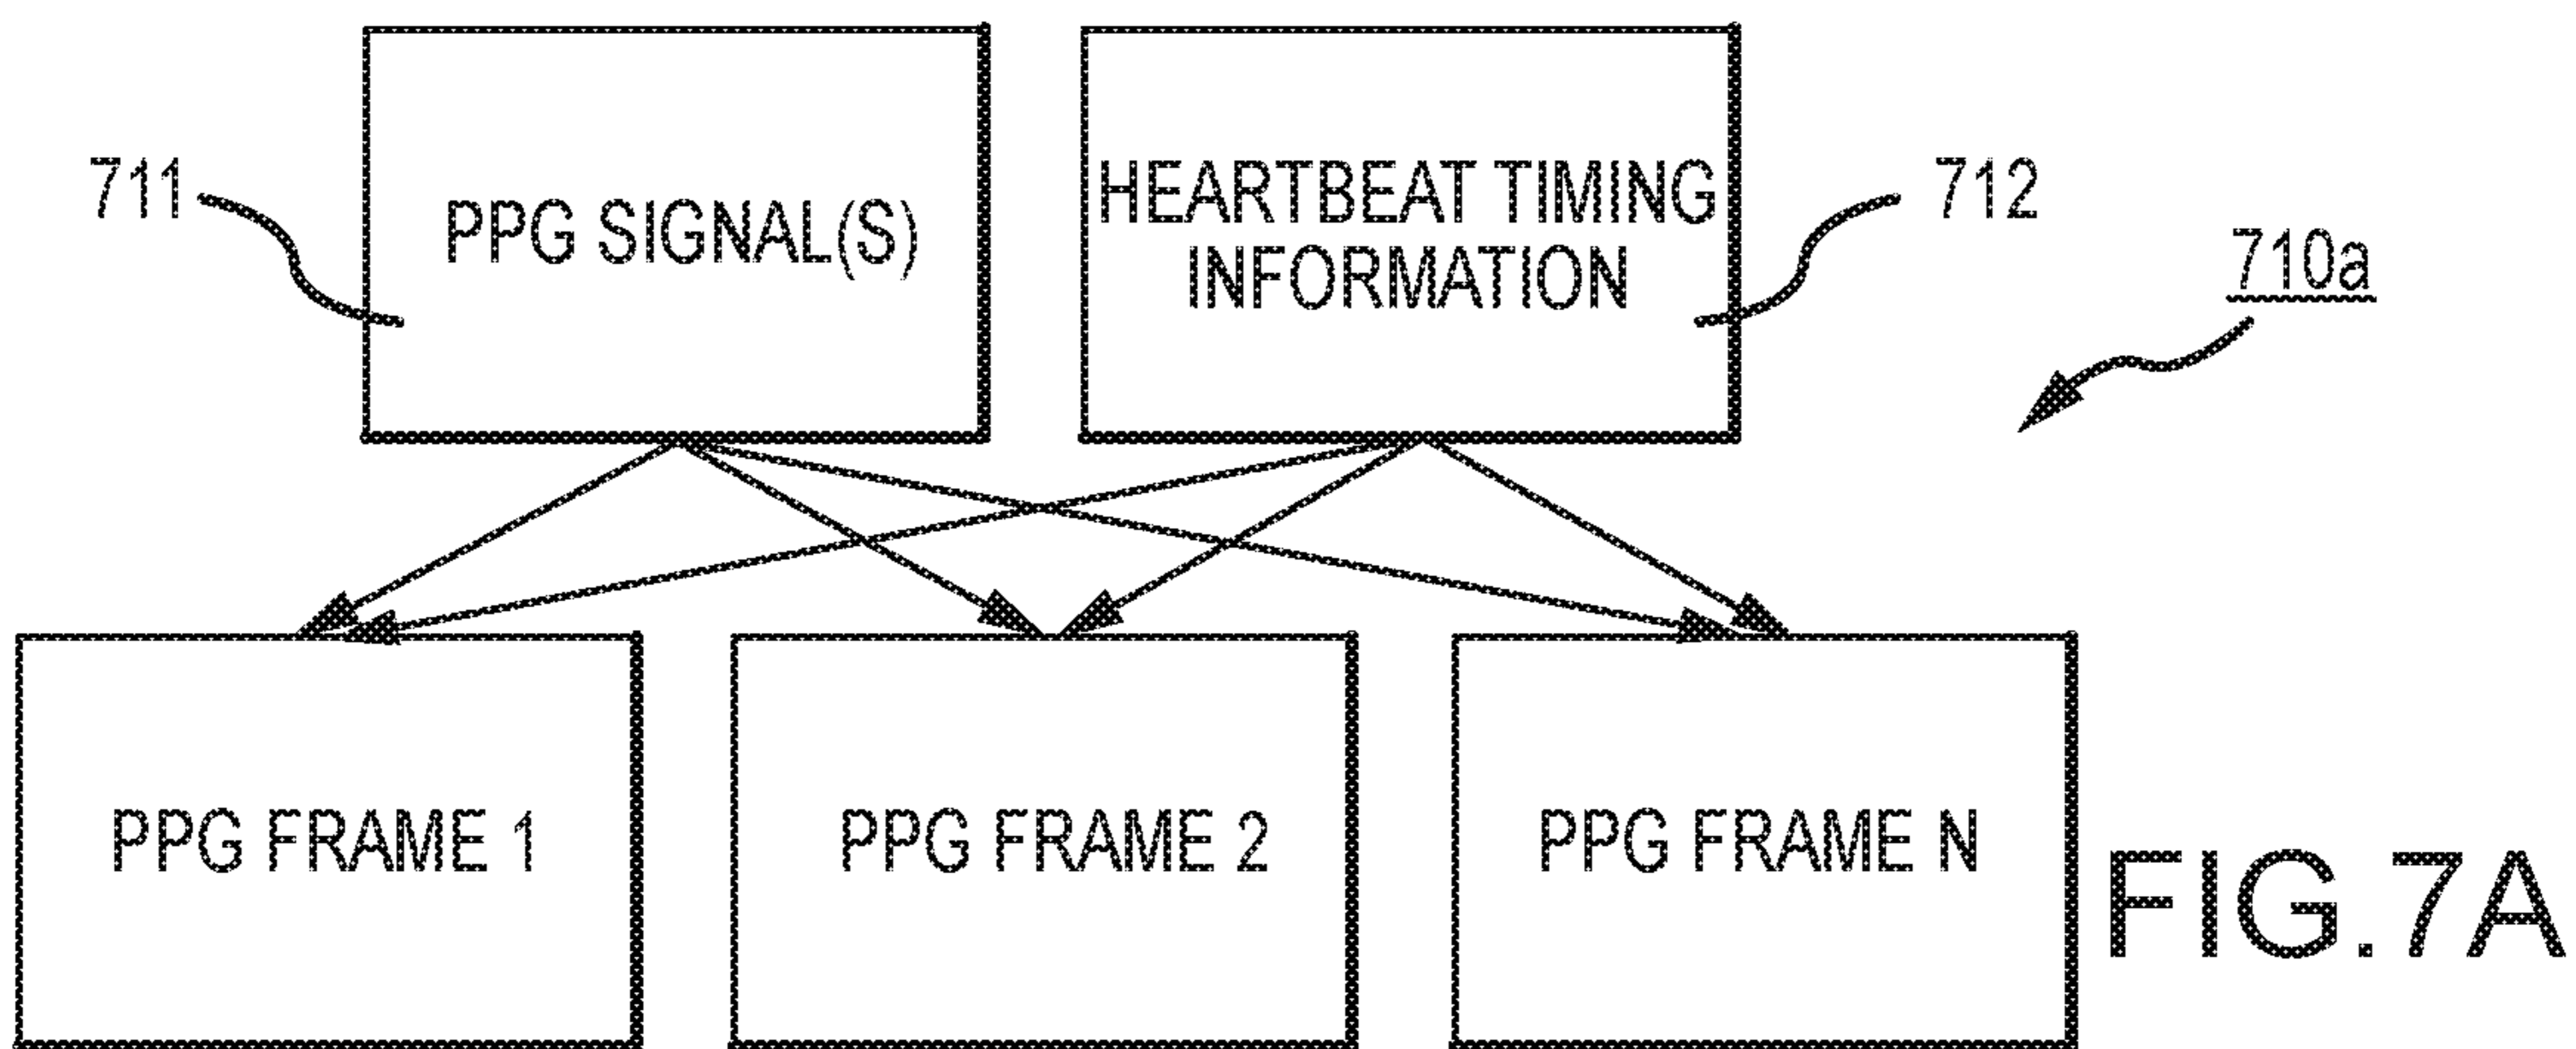 711
PPG SIGNAL(S)
HEARTBEAT TIMING
INFORMATION
712
710a
PPG FRAME 1
PPG FRAME 2
PPG FRAME N
FIG.7A